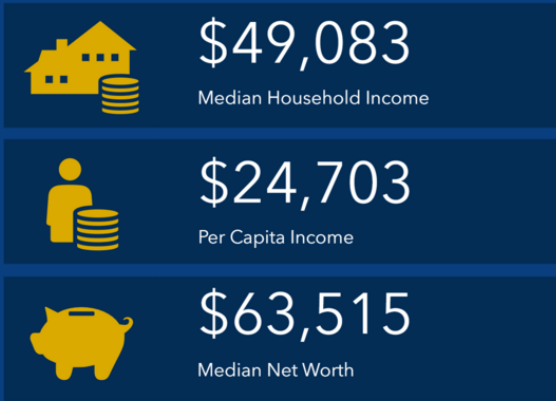 $49,083
Median Household Income
$24,703
Per Capita Income
$63,515
Median Net Worth